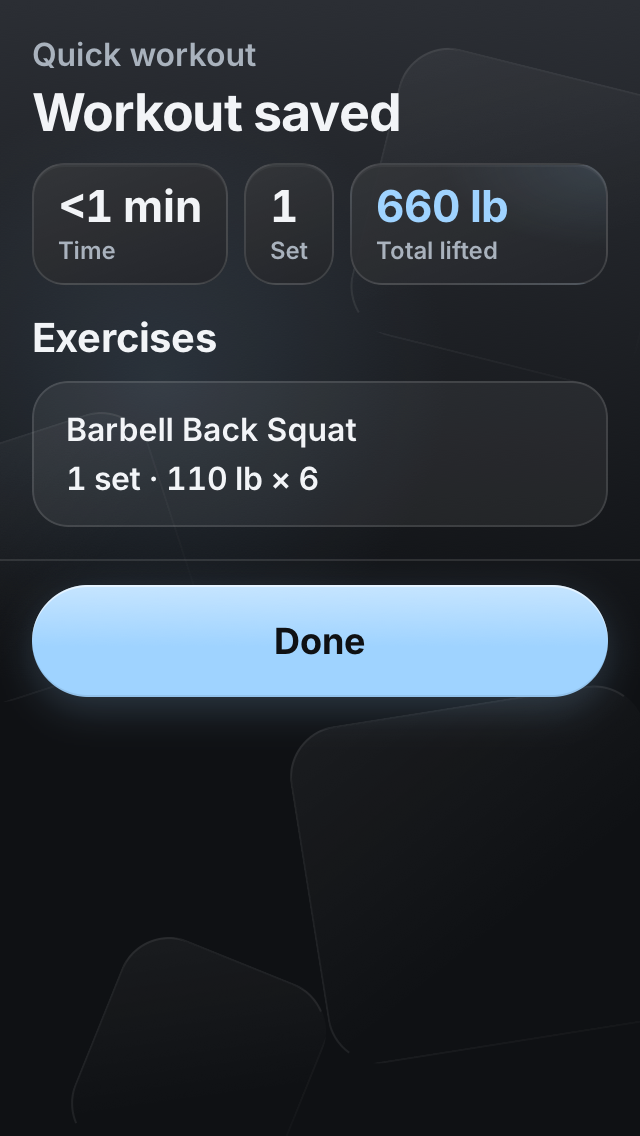 Quick workout
Workout saved
<1 min
Time
1
Set
660 lb
Total lifted
Exercises
Barbell Back Squat
1 set · 110 lb × 6
Done